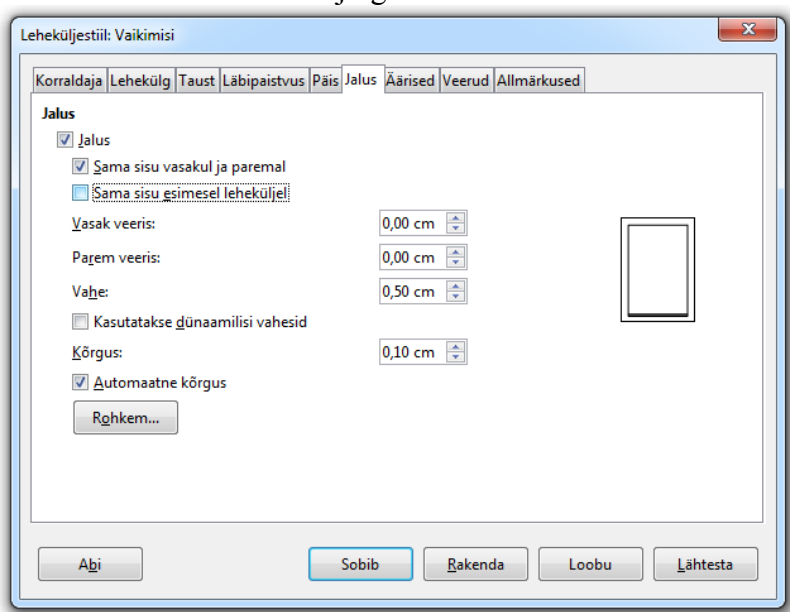 Leheküljestiil: Vaikimisi
Korraldaja Lehekülg Taust Läbipaistvus Päis Jalus Äärised Veerud Allmärkused
Jalus
Jalus
Sama sisu vasakul ja paremal
Sama sisu esimesel leheküljel
Vasak veeris: 0,00 cm
Parem veeris: 0,00 cm
Vahe: 0,50 cm
Kasutatakse dünaamilisi vahesid
Kõrgus: 0,10 cm
Automaatne kõrgus
Rohkem...
Abi Sobib Rakenda Loobu Lähtesta